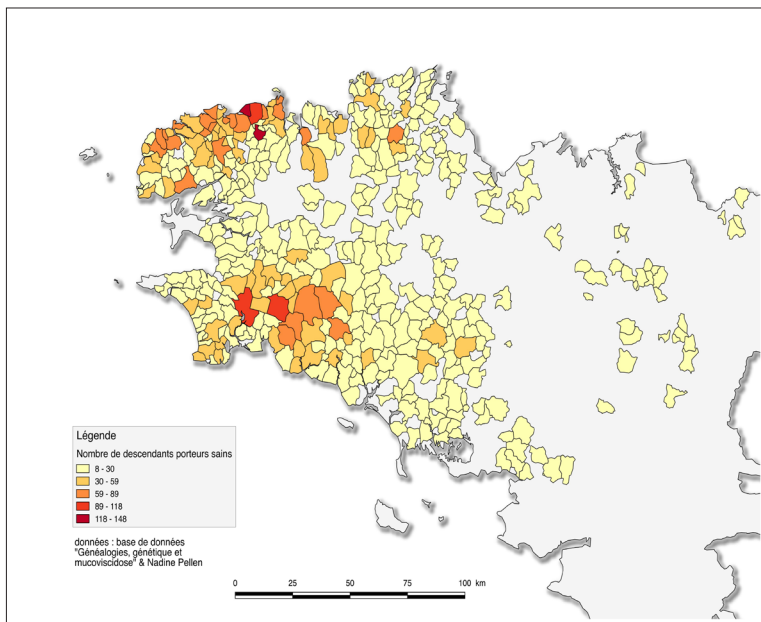 Légende
Nombre de descendants porteurs sains
8 - 30
30 - 59
59 - 89
89 - 118
118 - 148
données : base de données
"Généalogies, génétique et
mucoviscidose" & Nadine Pellen
0 25 50 75 100 km